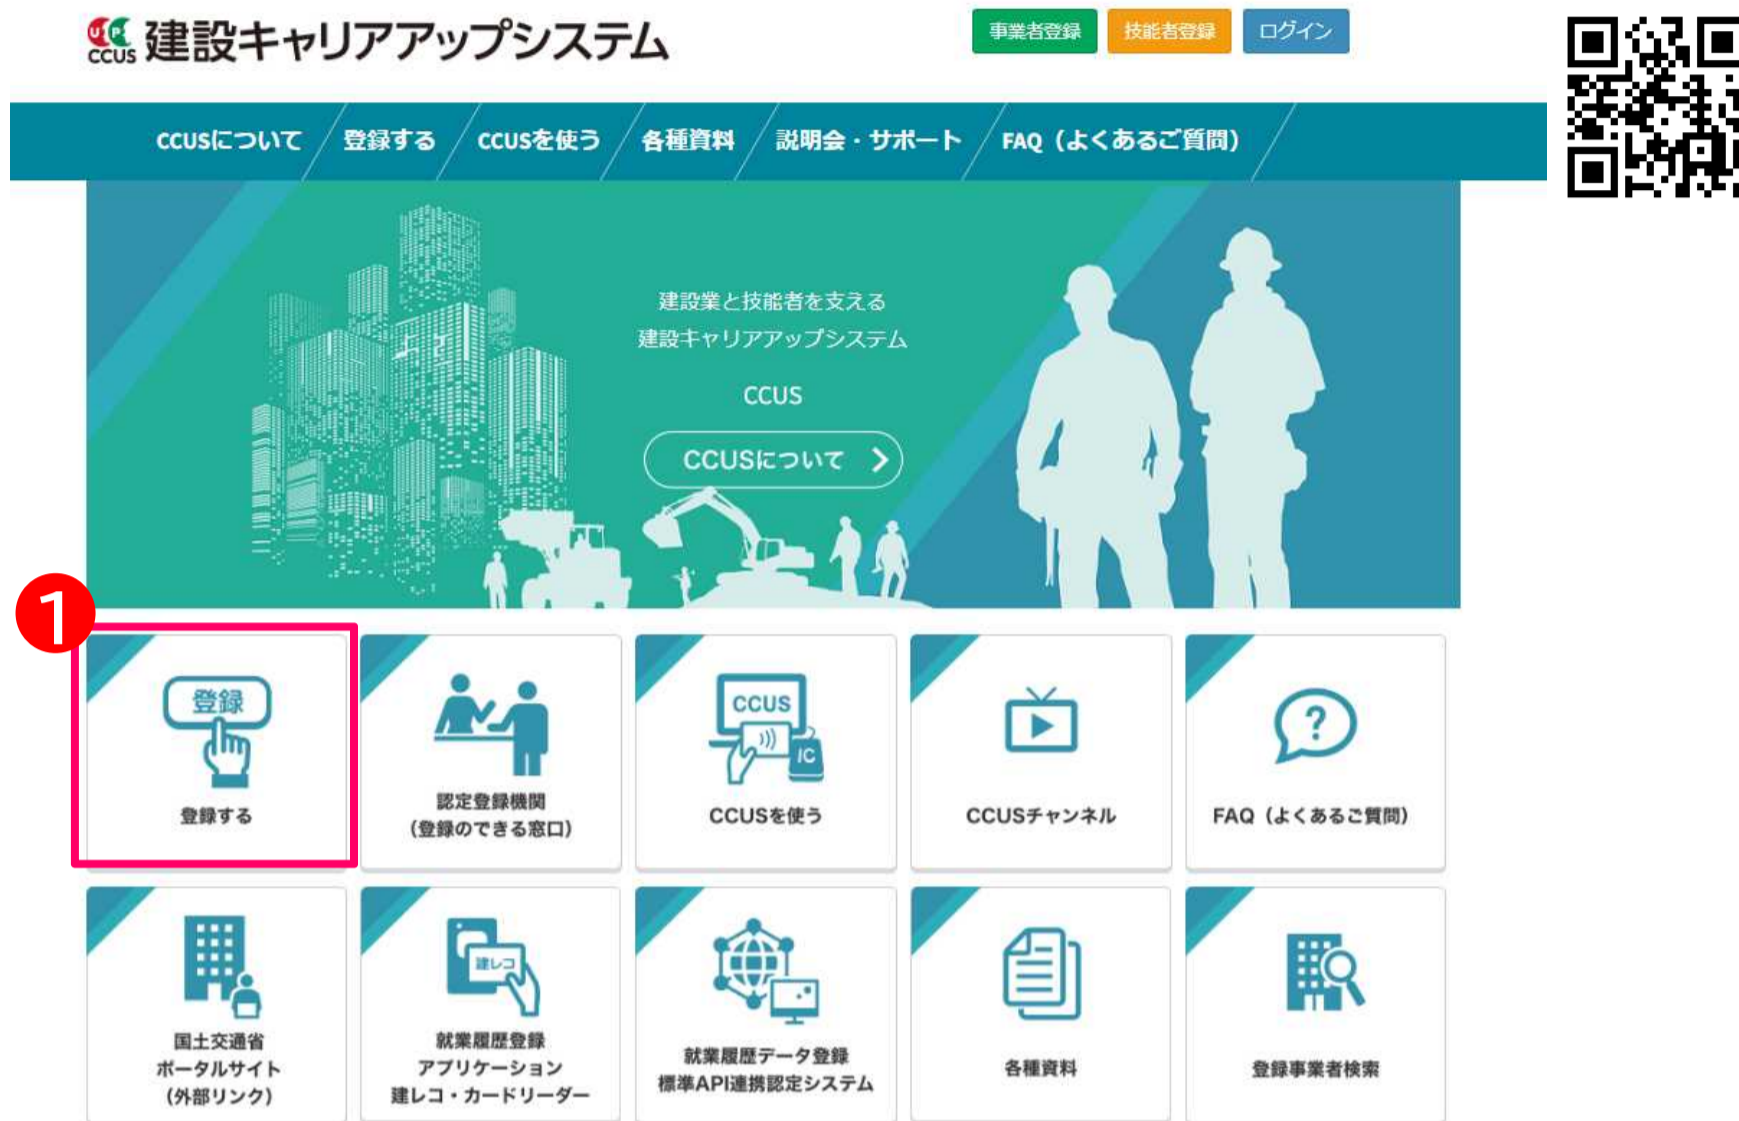 UP
CCUS
建設キャリアアップシステム
事業者登録
技能者登録
ログイン
CCUSについて
登録する
CCUSを使う
各種資料
説明会・サポート
FAQ（よくあるご質問）
建設業と技能者を支える
建設キャリアアップシステム
CCUS
CCUSについて
1
登録
登録する
認定登録機関
（登録のできる窓口）
CCUS
IC
CCUSを使う
CCUSチャンネル
?
FAQ（よくあるご質問）
国土交通省
ポータルサイト
（外部リンク）
建レコ
就業履歴登録
アプリケーション
建レコ・カードリーダー
就業履歴データ登録
標準API連携認定システム
各種資料
登録事業者検索